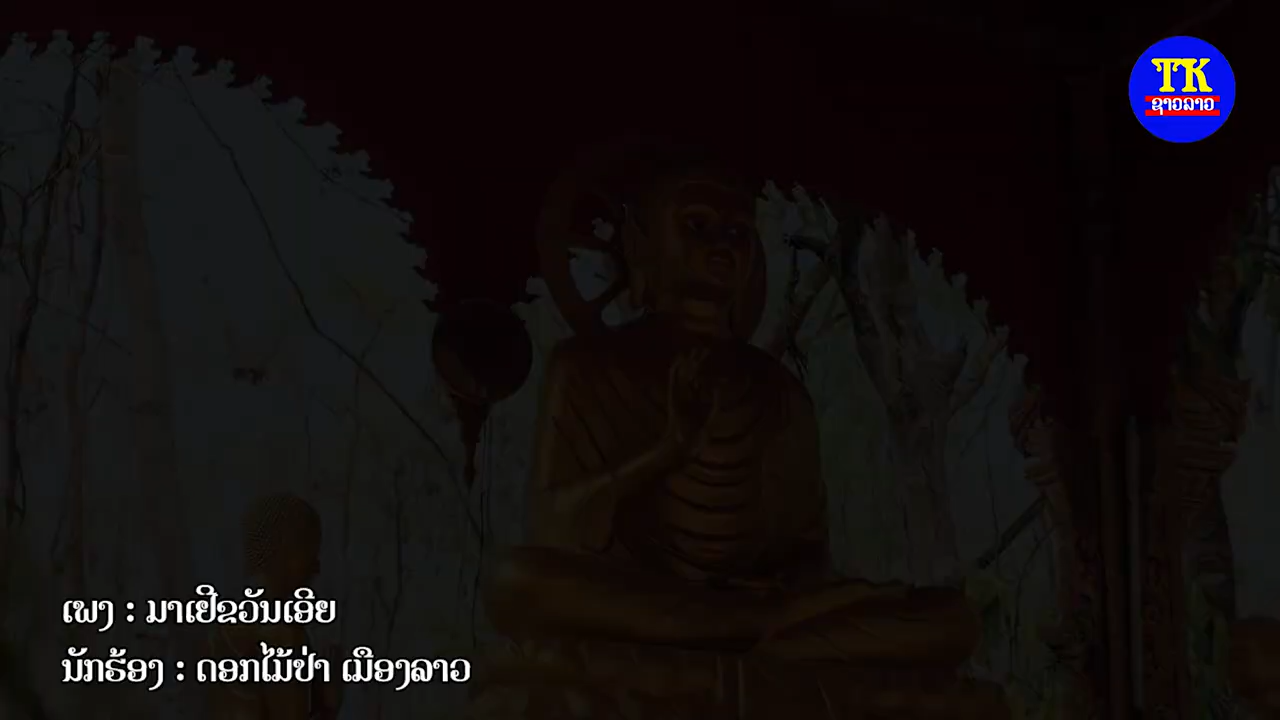 TK
ຊາວລາວ
ເພງ : ມາເຢີຂວັນເອີຍ
ນັກຮ້ອງ : ດອກໄມ້ປ່າ ເມືອງລາວ